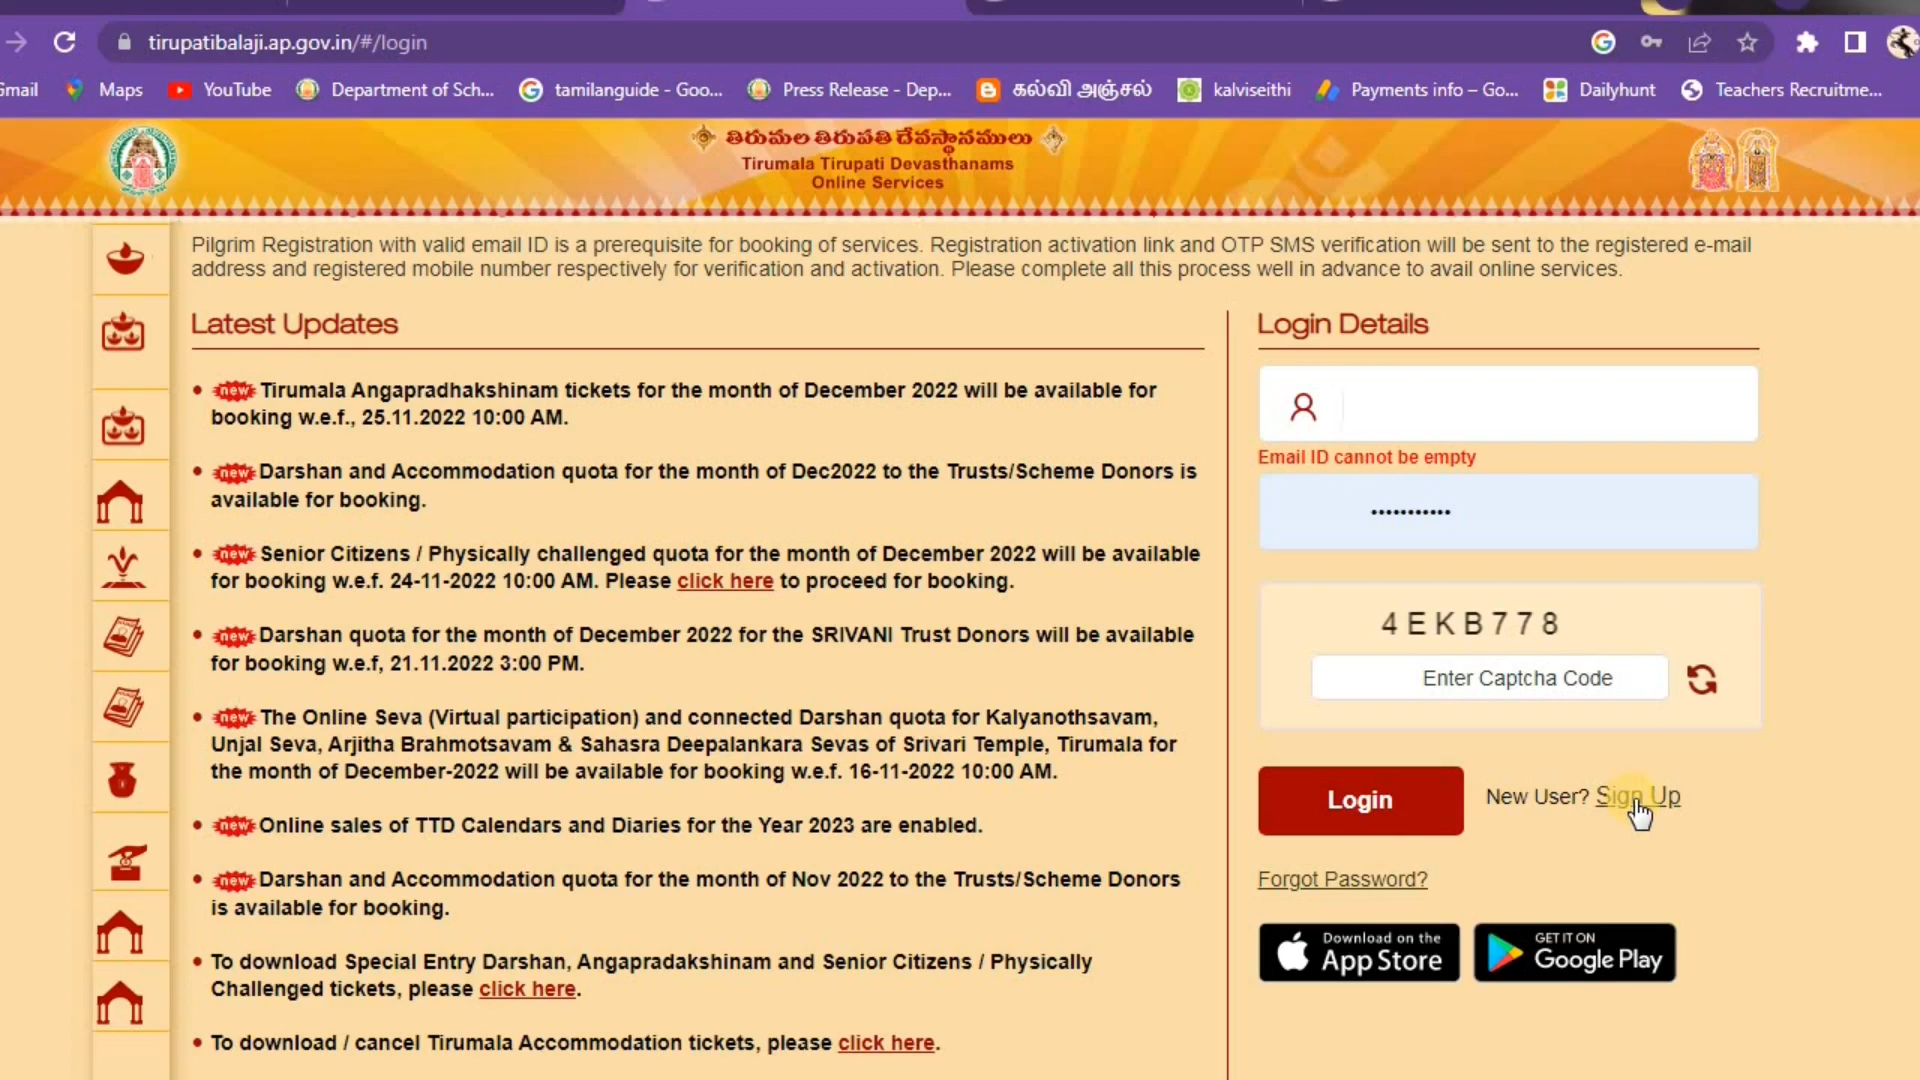 tirupatibalaji.ap.gov.in/#/login
Gmail Maps YouTube Department of Sch... tamilanguide - Goo... Press Release - Dep... கல்வி அஞ்சல் kalviseithi Payments info – Go... Dailyhunt Teachers Recruitme...
తిరుమల తిరుపతి దేవస్థానములు
Tirumala Tirupati Devasthanams
Online Services
Pilgrim Registration with valid email ID is a prerequisite for booking of services. Registration activation link and OTP SMS verification will be sent to the registered e-mail
address and registered mobile number respectively for verification and activation. Please complete all this process well in advance to avail online services.
Latest Updates
new Tirumala Angapradhakshinam tickets for the month of December 2022 will be available for
booking w.e.f., 25.11.2022 10:00 AM.
new Darshan and Accommodation quota for the month of Dec2022 to the Trusts/Scheme Donors is
available for booking.
new Senior Citizens / Physically challenged quota for the month of December 2022 will be available
for booking w.e.f. 24-11-2022 10:00 AM. Please click here to proceed for booking.
new Darshan quota for the month of December 2022 for the SRIVANI Trust Donors will be available
for booking w.e.f, 21.11.2022 3:00 PM.
new The Online Seva (Virtual participation) and connected Darshan quota for Kalyanothsavam,
Unjal Seva, Arjitha Brahmotsavam & Sahasra Deepalankara Sevas of Srivari Temple, Tirumala for
the month of December-2022 will be available for booking w.e.f. 16-11-2022 10:00 AM.
new Online sales of TTD Calendars and Diaries for the Year 2023 are enabled.
new Darshan and Accommodation quota for the month of Nov 2022 to the Trusts/Scheme Donors
is available for booking.
To download Special Entry Darshan, Angapradakshinam and Senior Citizens / Physically
Challenged tickets, please click here.
To download / cancel Tirumala Accommodation tickets, please click here.
Login Details
Email ID cannot be empty
•••••••••••
4EKB778
Enter Captcha Code
Login New User? Sign Up
Forgot Password?
Download on the
App Store
GET IT ON
Google Play